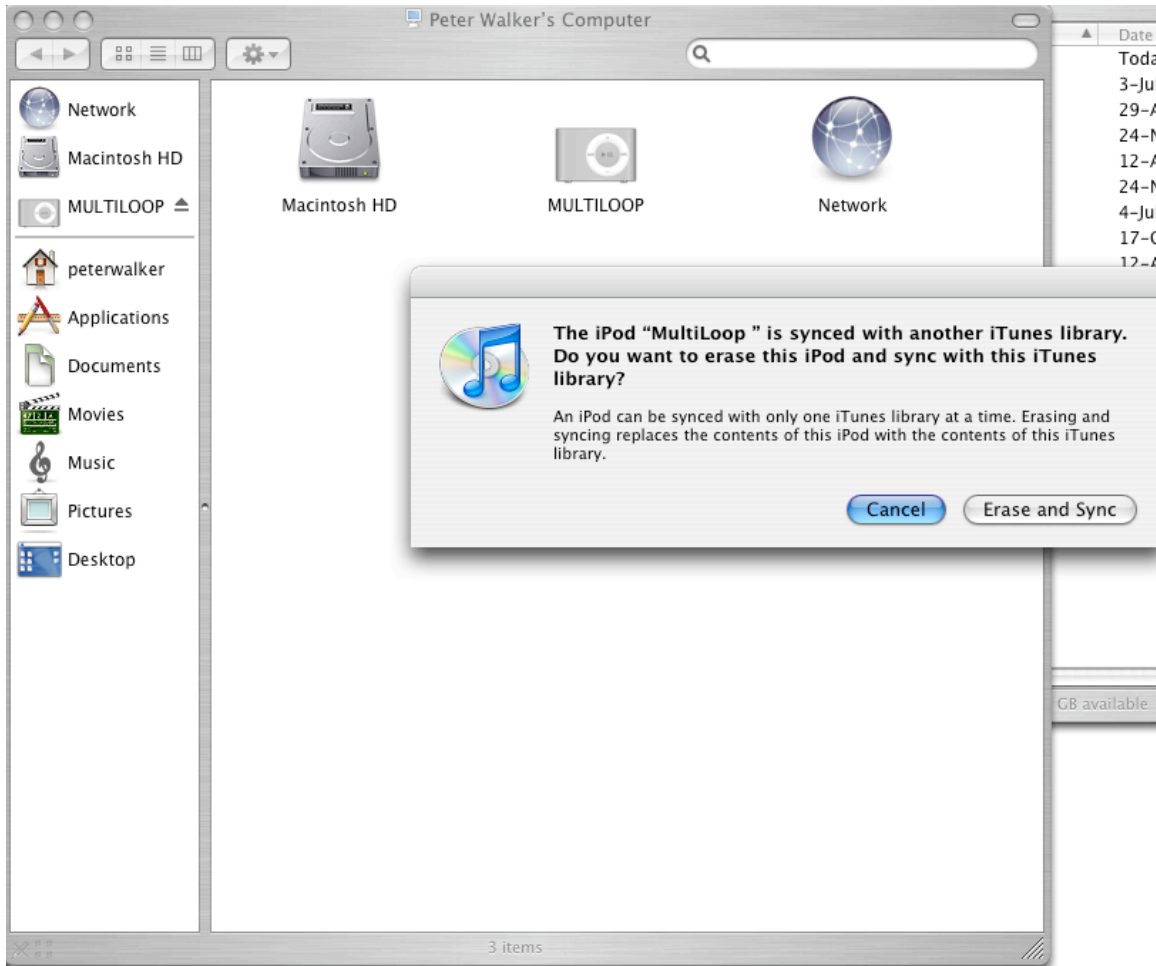 Peter Walker's Computer
Network
Macintosh HD
MULTILOOP
peterwalker
Applications
Documents
Movies
Music
Pictures
Desktop
Macintosh HD
MULTILOOP
Network
3 items
Date
Toda
3-Jul
29-A
24-N
12-A
24-N
4-Jul
17-O
12-A
The iPod “MultiLoop ” is synced with another iTunes library.
Do you want to erase this iPod and sync with this iTunes
library?
An iPod can be synced with only one iTunes library at a time. Erasing and
syncing replaces the contents of this iPod with the contents of this iTunes
library.
Cancel
Erase and Sync
GB available